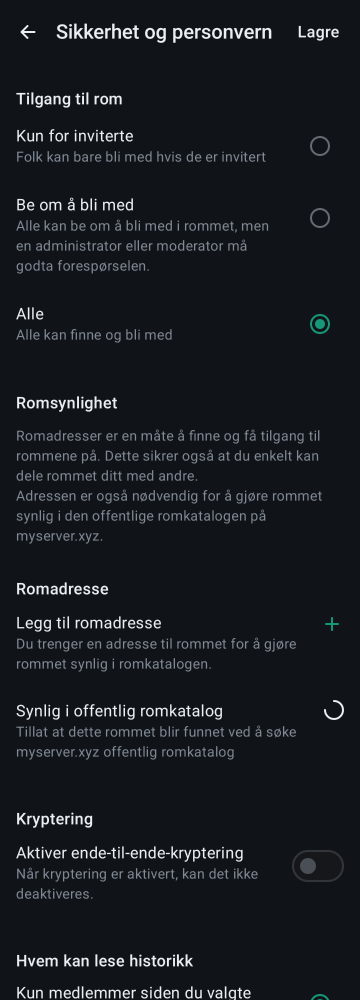 Sikkerhet og personvern
Lagre
Tilgang til rom
Kun for inviterte
Folk kan bare bli med hvis de er invitert
Be om å bli med
Alle kan be om å bli med i rommet, men
en administrator eller moderator må
godta forespørselen.
Alle
Alle kan finne og bli med
Romsynlighet
Romadresser er en måte å finne og få tilgang til
rommene på. Dette sikrer også at du enkelt kan
dele rommet ditt med andre.
Adressen er også nødvendig for å gjøre rommet
synlig i den offentlige romkatalogen på
myserver.xyz.
Romadresse
Legg til romadresse
Du trenger en adresse til rommet for å gjøre
rommet synlig i romkatalogen.
Synlig i offentlig romkatalog
Tillat at dette rommet blir funnet ved å søke
myserver.xyz offentlig romkatalog
Kryptering
Aktiver ende-til-ende-kryptering
Når kryptering er aktivert, kan det ikke
deaktiveres.
Hvem kan lese historikk
Kun medlemmer siden du valgte